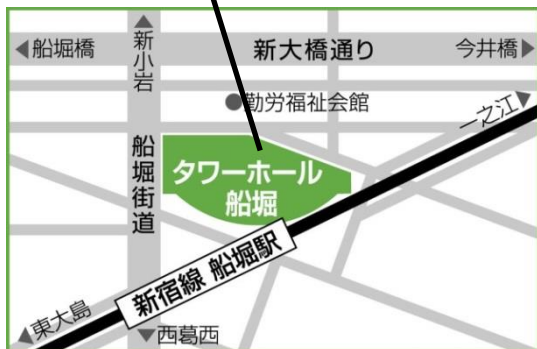 ◀船堀橋
▲新小岩
新大橋通り
今井橋▶
●勤労福祉会館
一之江▶
船堀街道
タワーホール
船堀
新宿線 船堀駅
◀東大島
▼西葛西